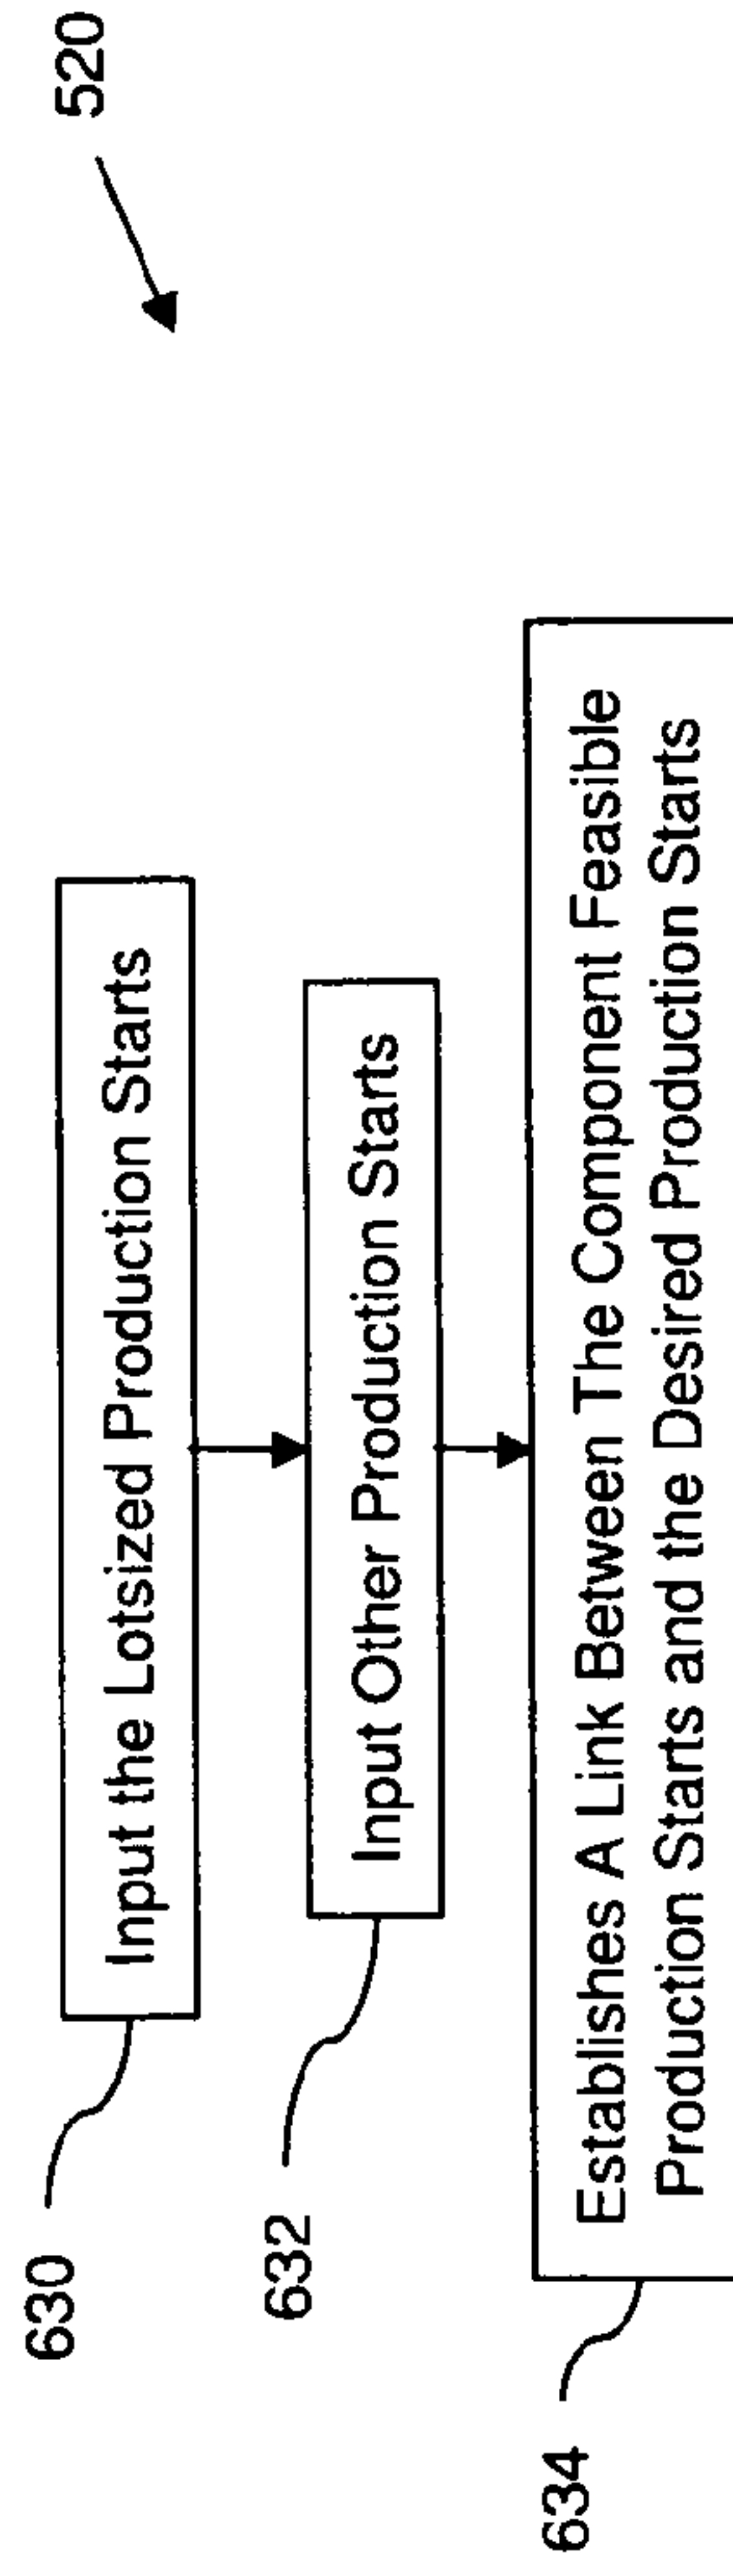 520
630
Input the Lotsized Production Starts
632
Input Other Production Starts
634
Establishes A Link Between The Component Feasible
Production Starts and the Desired Production Starts